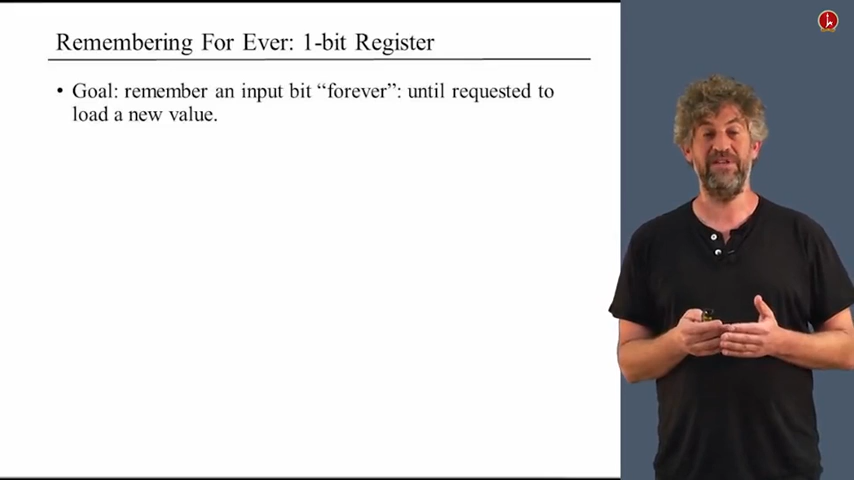 Remembering For Ever: 1-bit Register
• Goal: remember an input bit “forever”: until requested to
load a new value.